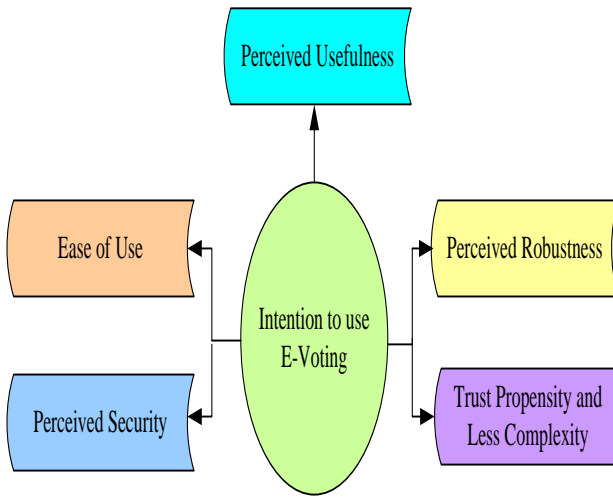 Perceived Usefulness
Ease of Use
Perceived Robustness
Intention to use
E-Voting
Perceived Security
Trust Propensity and
Less Complexity